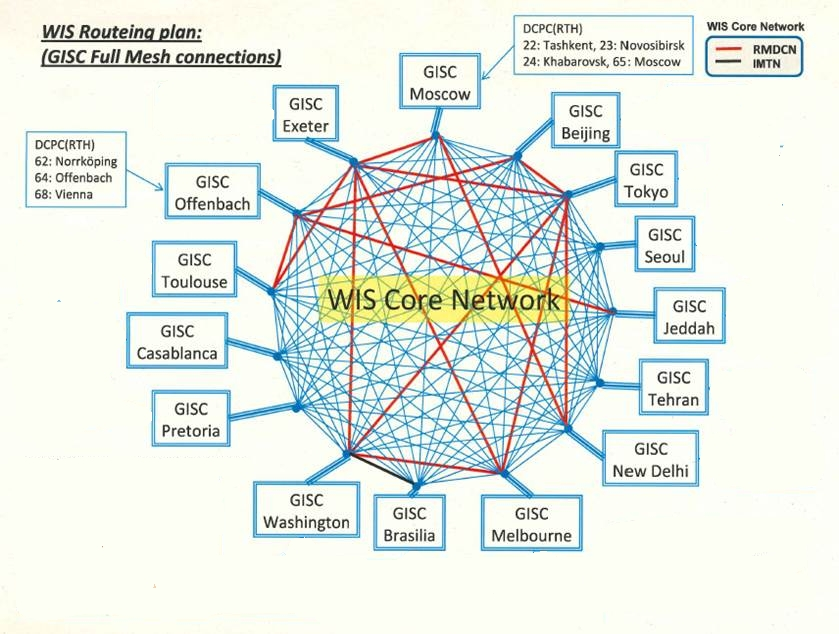 WIS Routeing plan:
(GISC Full Mesh connections)
DCPC(RTH)
22: Tashkent, 23: Novosibirsk
24: Khabarovsk, 65: Moscow
WIS Core Network
RMDCN
IMTN
GISC
Moscow
GISC
Exeter
GISC
Beijing
DCPC(RTH)
62: Norrköping
64: Offenbach
68: Vienna
GISC
Offenbach
GISC
Tokyo
GISC
Seoul
GISC
Toulouse
WIS Core Network
GISC
Jeddah
GISC
Casablanca
GISC
Tehran
GISC
Pretoria
GISC
New Delhi
GISC
Washington
GISC
Brasilia
GISC
Melbourne